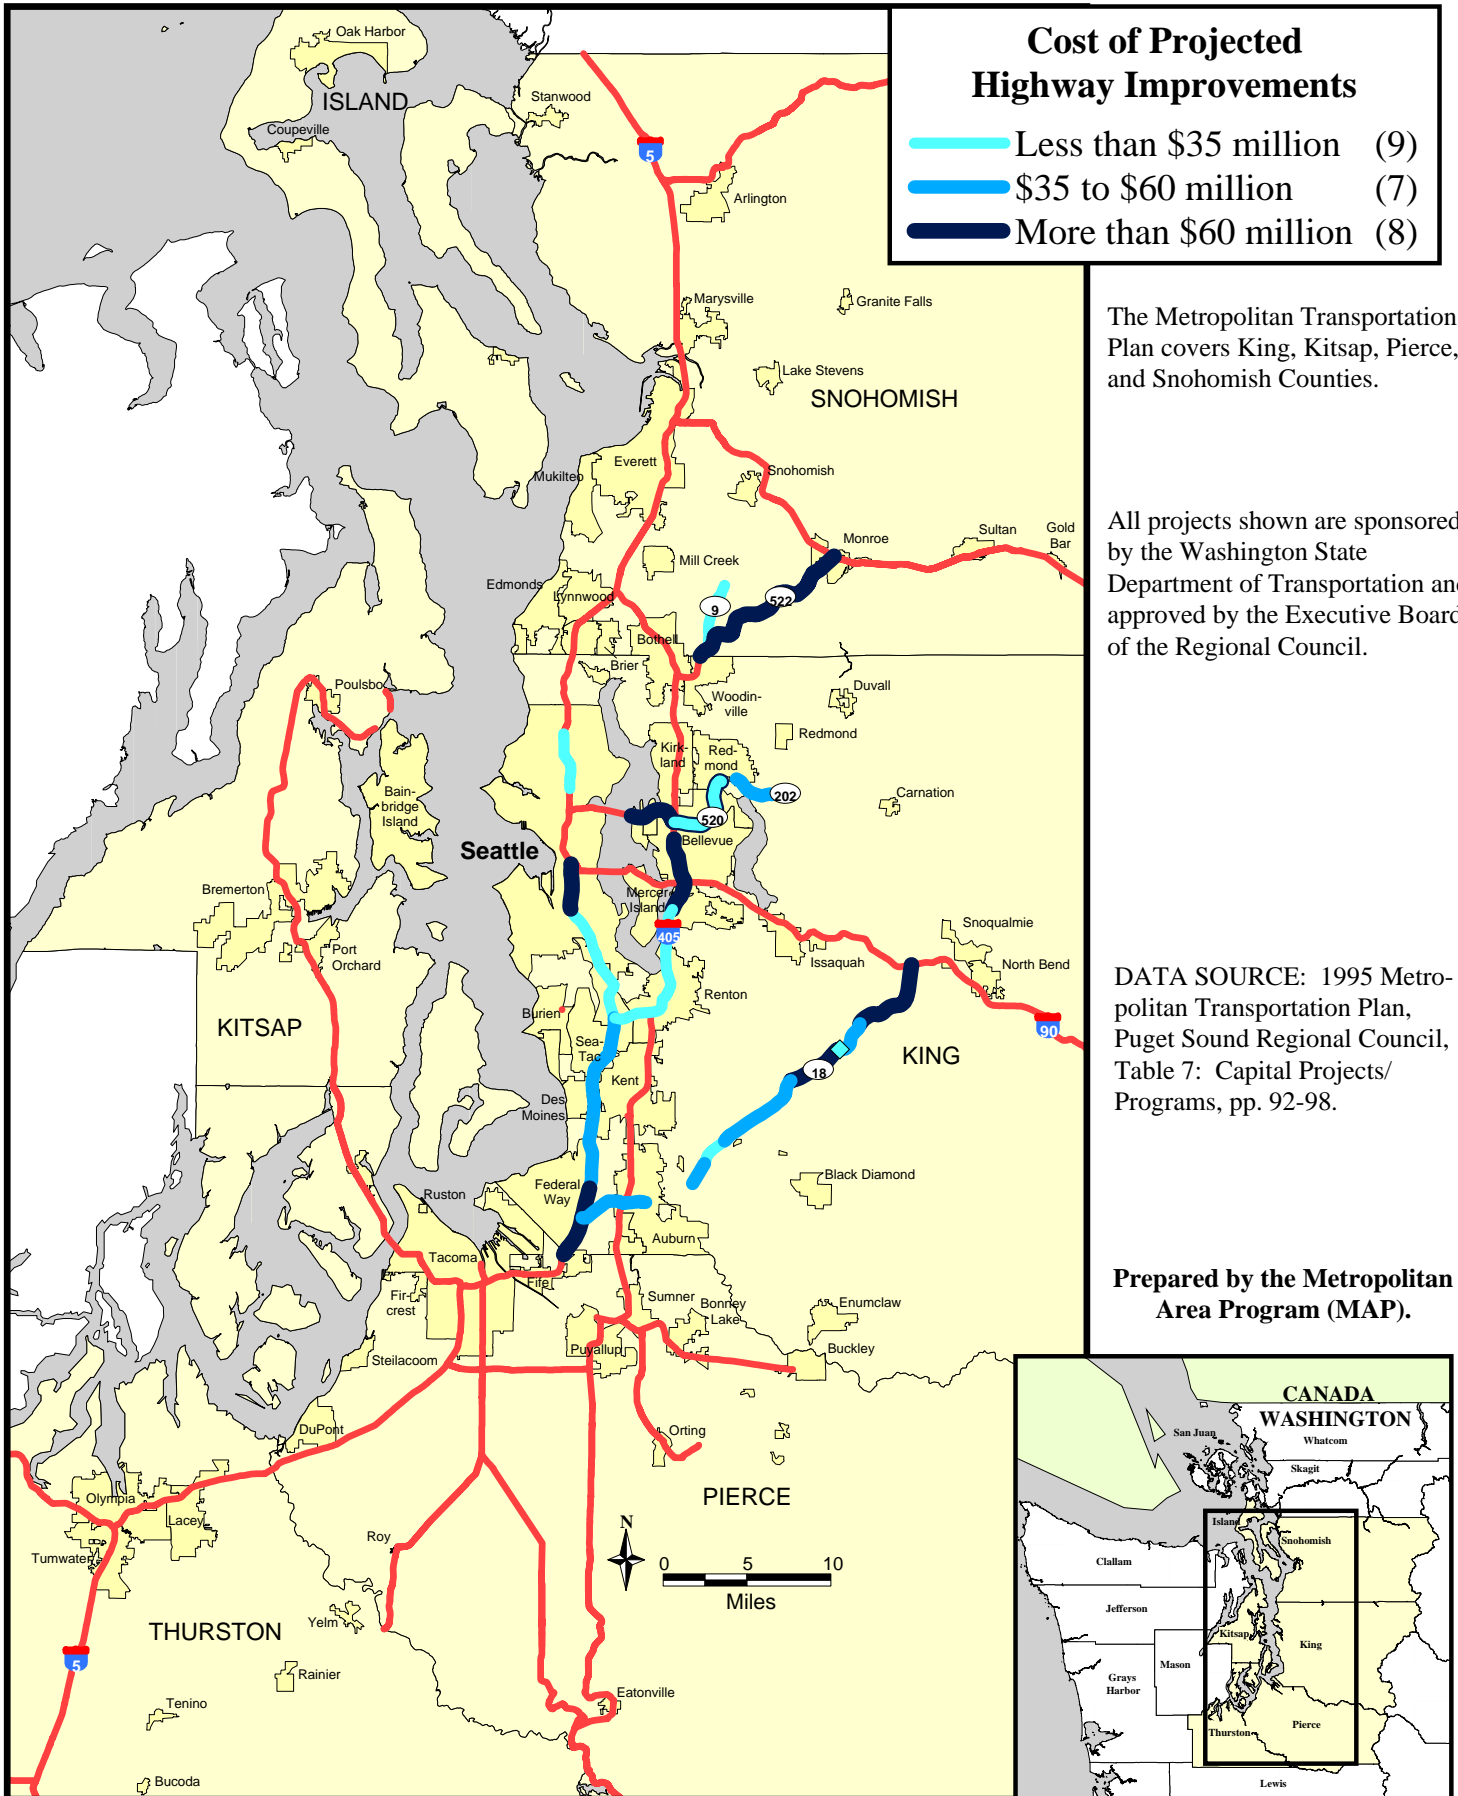 Cost of Projected
Highway Improvements
Less than $35 million (9)
$35 to $60 million (7)
More than $60 million (8)
The Metropolitan Transportation
Plan covers King, Kitsap, Pierce,
and Snohomish Counties.
All projects shown are sponsored
by the Washington State
Department of Transportation and
approved by the Executive Board
of the Regional Council.
DATA SOURCE: 1995 Metro-
politan Transportation Plan,
Puget Sound Regional Council,
Table 7: Capital Projects/
Programs, pp. 92-98.
Prepared by the Metropolitan
Area Program (MAP).
Oak Harbor
ISLAND
Coupeville
Stanwood
5
Arlington
Marysville
Granite Falls
Lake Stevens
SNOHOMISH
Everett
Mukilteo
Snohomish
Monroe
Sultan
Gold
Bar
Mill Creek
Edmonds
Lynnwood
9
522
Bothell
Brier
Woodin-
ville
Duvall
Poulsbo
Redmond
Kirk-
land
Red-
mond
202
Carnation
Bain-
bridge
Island
520
Bellevue
Seattle
Bremerton
Mercer
Island
405
Snoqualmie
Issaquah
North Bend
Port
Orchard
Renton
KITSAP
Burien
90
Sea-
Tac
KING
18
Kent
Des
Moines
Black Diamond
Ruston
Federal
Way
Auburn
Tacoma
Fife
Fir-
crest
Sumner
Bonney
Lake
Enumclaw
Puyallup
Buckley
Steilacoom
DuPont
Orting
Olympia
Lacey
PIERCE
Roy
Tumwater
N
0 5 10
Miles
Yelm
THURSTON
5
Rainier
Tenino
Eatonville
Bucoda
CANADA
WASHINGTON
San Juan
Whatcom
Skagit
Island
Snohomish
Clallam
Jefferson
Kitsap
King
Mason
Grays
Harbor
Thurston
Pierce
Lewis